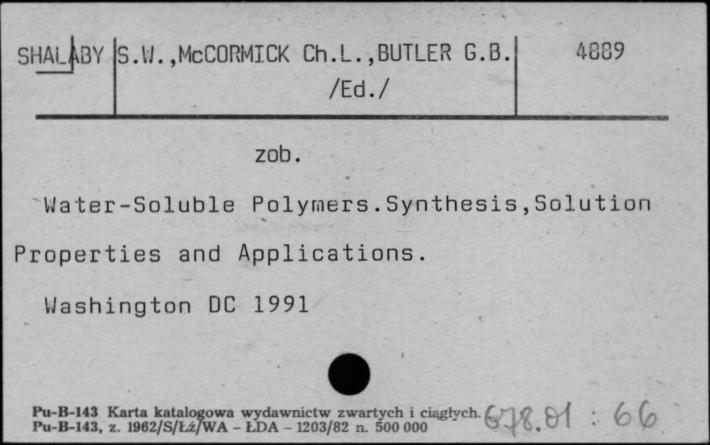 SHALABY S.W.,McCORMICK Ch.L.,BUTLER G.B. 4889
/Ed./
zob.
Water-Soluble Polymers.Synthesis,Solution
Properties and Applications.
Washington DC 1991
Pu-B-143 Karta katalogowa wydawnictw zwartych i ciągłych.
Pu-B-143, z. 1962/S/Łż/WA – ŁDA – 1203/82 n. 500 000
678.01 : 66